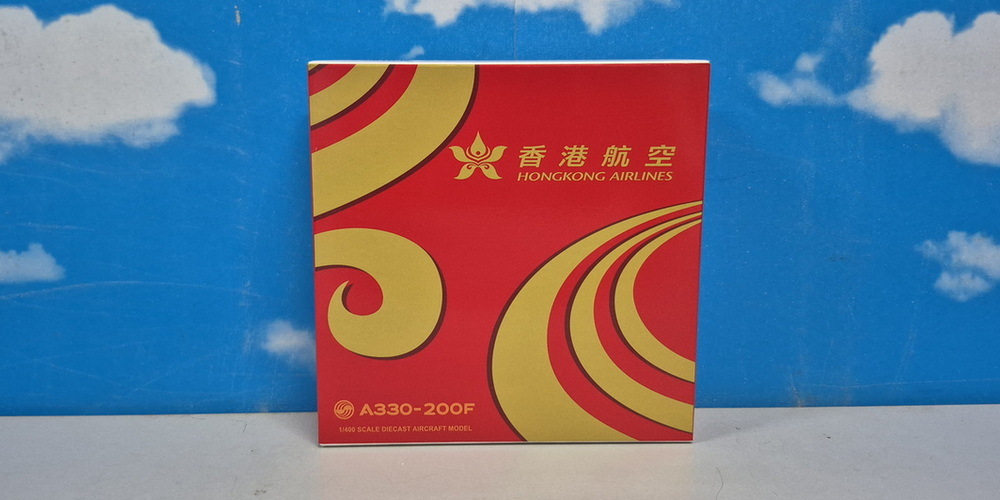 香港航空
HONGKONG AIRLINES
A330-200F
1/400 SCALE DIECAST AIRCRAFT MODEL